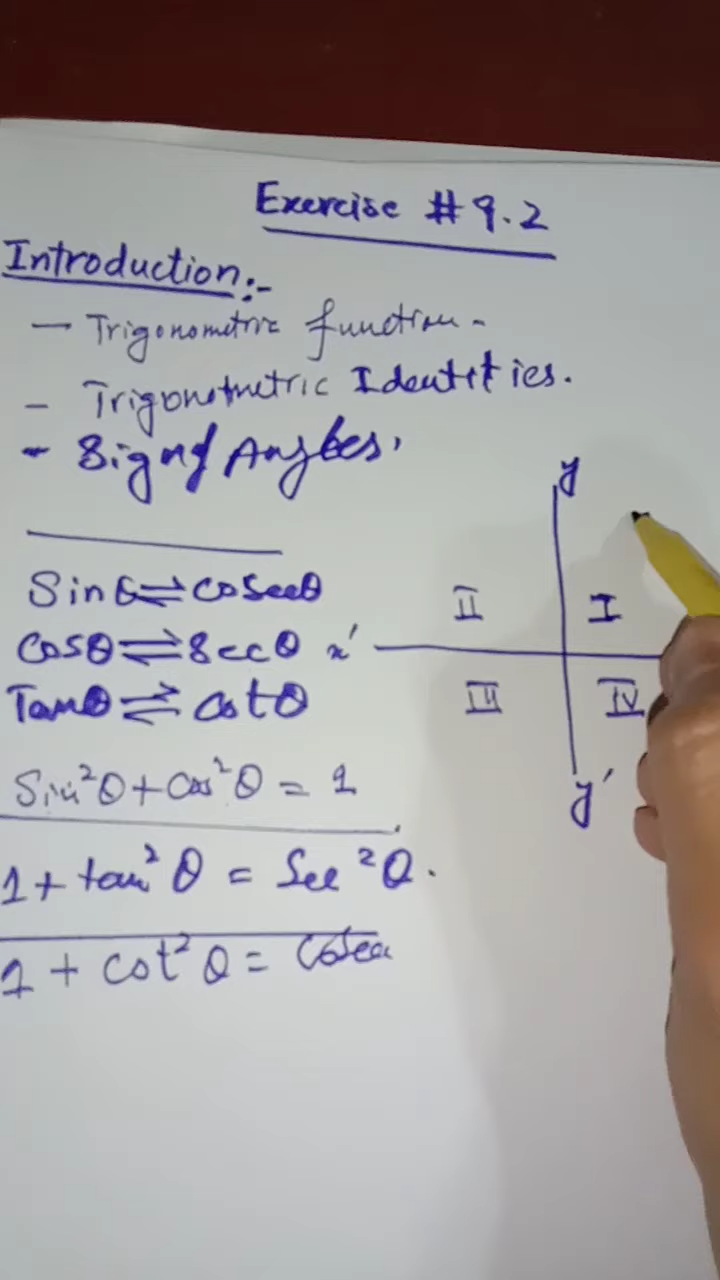 Exercise # 9.2
Introduction:-
- Trigonometric function -
- Trigonometric Identities.
- Sign of Angles,
Sinθ ⇌ Cosecθ
Cosθ ⇌ Secθ
Tanθ ⇌ Cotθ
Sin²θ + Cos²θ = 1
1 + tan²θ = Sec²θ.
1 + cot²θ = Cosec
y
II I
x'
III IV
y'